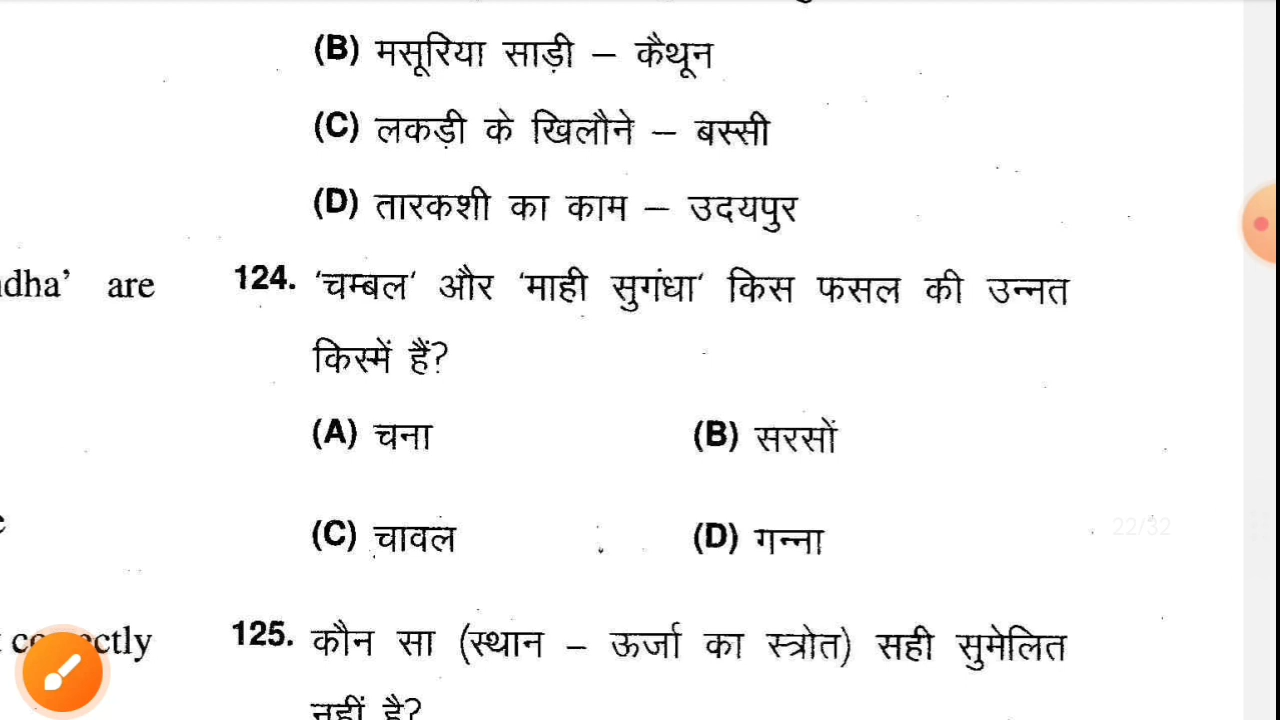 (B) मसूरिया साड़ी – कैथून
(C) लकड़ी के खिलौने – बस्सी
(D) तारकशी का काम – उदयपुर
ndha’ are
124. ‘चम्बल‘ और ‘माही सुगंधा‘ किस फसल की उन्नत
किस्में हैं?
(A) चना (B) सरसों
(C) चावल (D) गन्ना
22/32
125. कौन सा (स्थान – ऊर्जा का स्त्रोत) सही सुमेलित
नहीं है?